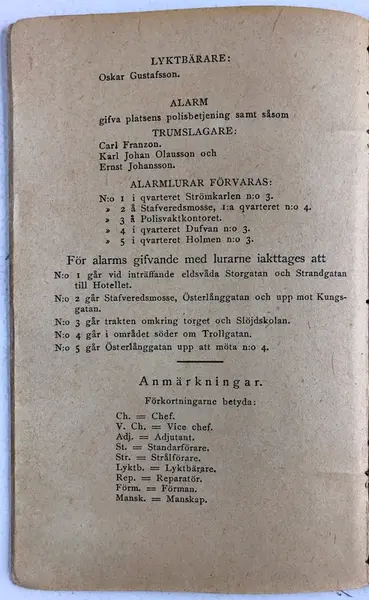 LYKTBÄRARE:
Oskar Gustafsson.
ALARM
gifva platsens polisbetjening samt såsom
TRUMSLAGARE:
Carl Franzon.
Karl Johan Olausson och
Ernst Johansson.
ALARMLURAR FÖRVARAS:
N:o 1 i qvarteret Strömkarlen n:o 3.
» 2 å Stafveredsmosse, 1:a qvarteret n:o 4.
» 3 å Polisvaktkontoret.
» 4 i qvarteret Dufvan n:o 3.
» 5 i qvarteret Holmen n:o 3.
För alarms gifvande med lurarne iakttages att
N:o 1 går vid inträffande eldsvåda Storgatan och Strandgatan
till Hotellet.
N:o 2 går Stafveredsmosse, Österlånggatan och upp mot Kungs-
gatan.
N:o 3 går trakten omkring torget och Slöjdskolan.
N:o 4 går i området söder om Trollgatan.
N:o 5 går Österlånggatan upp att möta n:o 4.
Anmärkningar.
Förkortningarne betyda:
Ch. = Chef.
V. Ch. = Vice chef.
Adj. = Adjutant.
St. = Standarförare.
Str. = Strålförare.
Lyktb. = Lyktbärare.
Rep. = Reparatör.
Förm. = Förman.
Mansk. = Manskap.